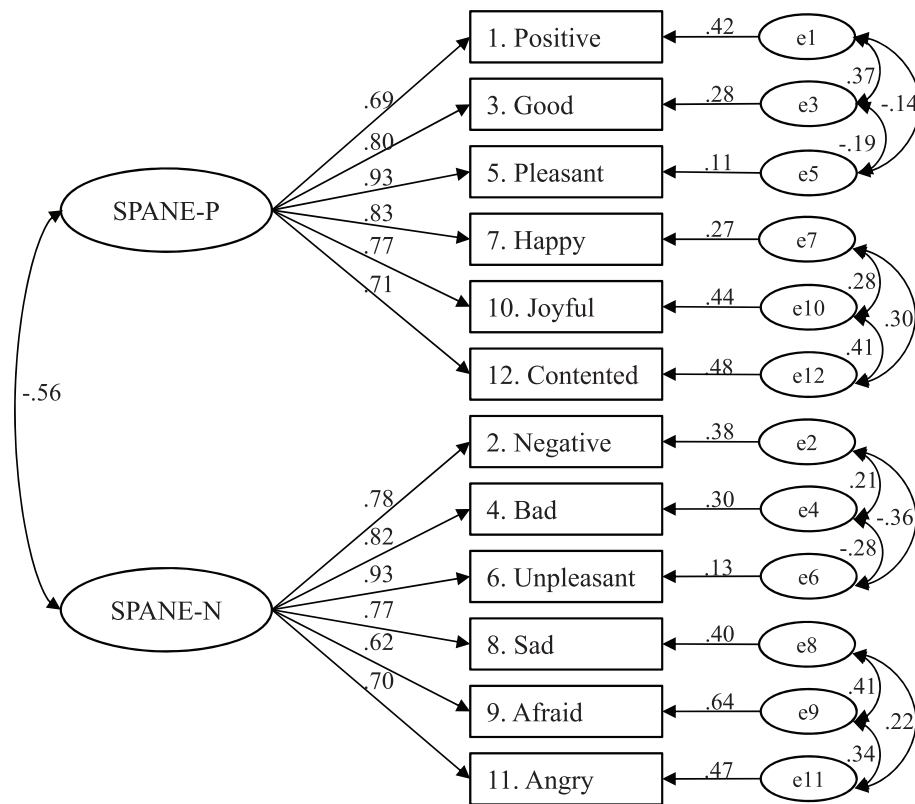 1. Positive .42 e1
.69 .37 -.14
3. Good .28 e3
.80 -.19
5. Pleasant .11 e5
.93
SPANE-P
.83
7. Happy .27 e7
.77 .28
10. Joyful .44 e10
.71 .30
.41
12. Contented .48 e12
-.56
2. Negative .38 e2
.78 .21
4. Bad .30 e4
-.36
.82 -.28
6. Unpleasant .13 e6
.93
SPANE-N
.77
8. Sad .40 e8
.62 .41
9. Afraid .64 e9
.70 .22
.34
11. Angry .47 e11